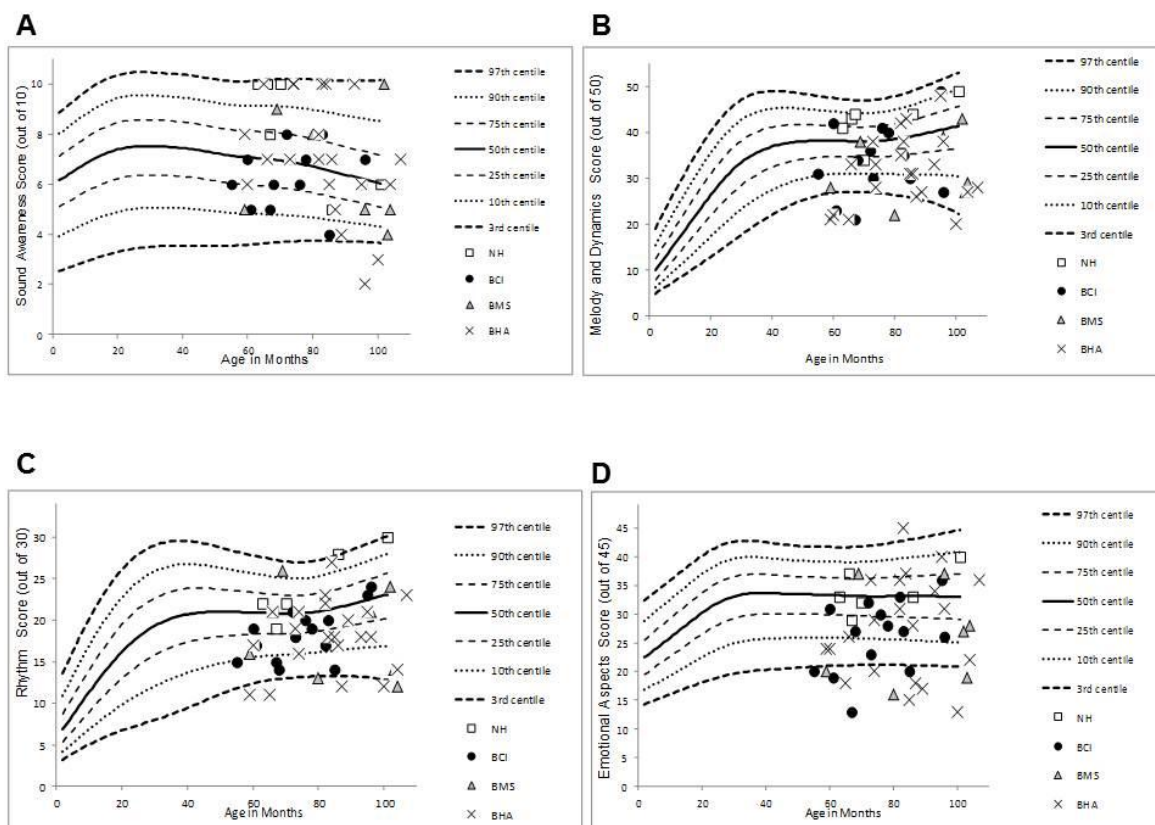 A
Sound Awareness Score (out of 10)
10
8
6
4
2
0
0 20 40 60 80 100
Age in Months
97th centile
90th centile
75th centile
50th centile
25th centile
10th centile
3rd centile
NH
BCI
BMS
BHA
B
Melody and Dynamics Score (out of 50)
50
40
30
20
10
0
0 20 40 60 80 100
Age in Months
97th centile
90th centile
75th centile
50th centile
25th centile
10th centile
3rd centile
NH
BCI
BMS
BHA
C
Rhythm Score (out of 30)
30
25
20
15
10
5
0
0 20 40 60 80 100
Age in Months
97th centile
90th centile
75th centile
50th centile
25th centile
10th centile
3rd centile
NH
BCI
BMS
BHA
D
Emotional Aspects Score (out of 45)
45
40
35
30
25
20
15
10
5
0
0 20 40 60 80 100
Age in Months
97th centile
90th centile
75th centile
50th centile
25th centile
10th centile
3rd centile
NH
BCI
BMS
BHA